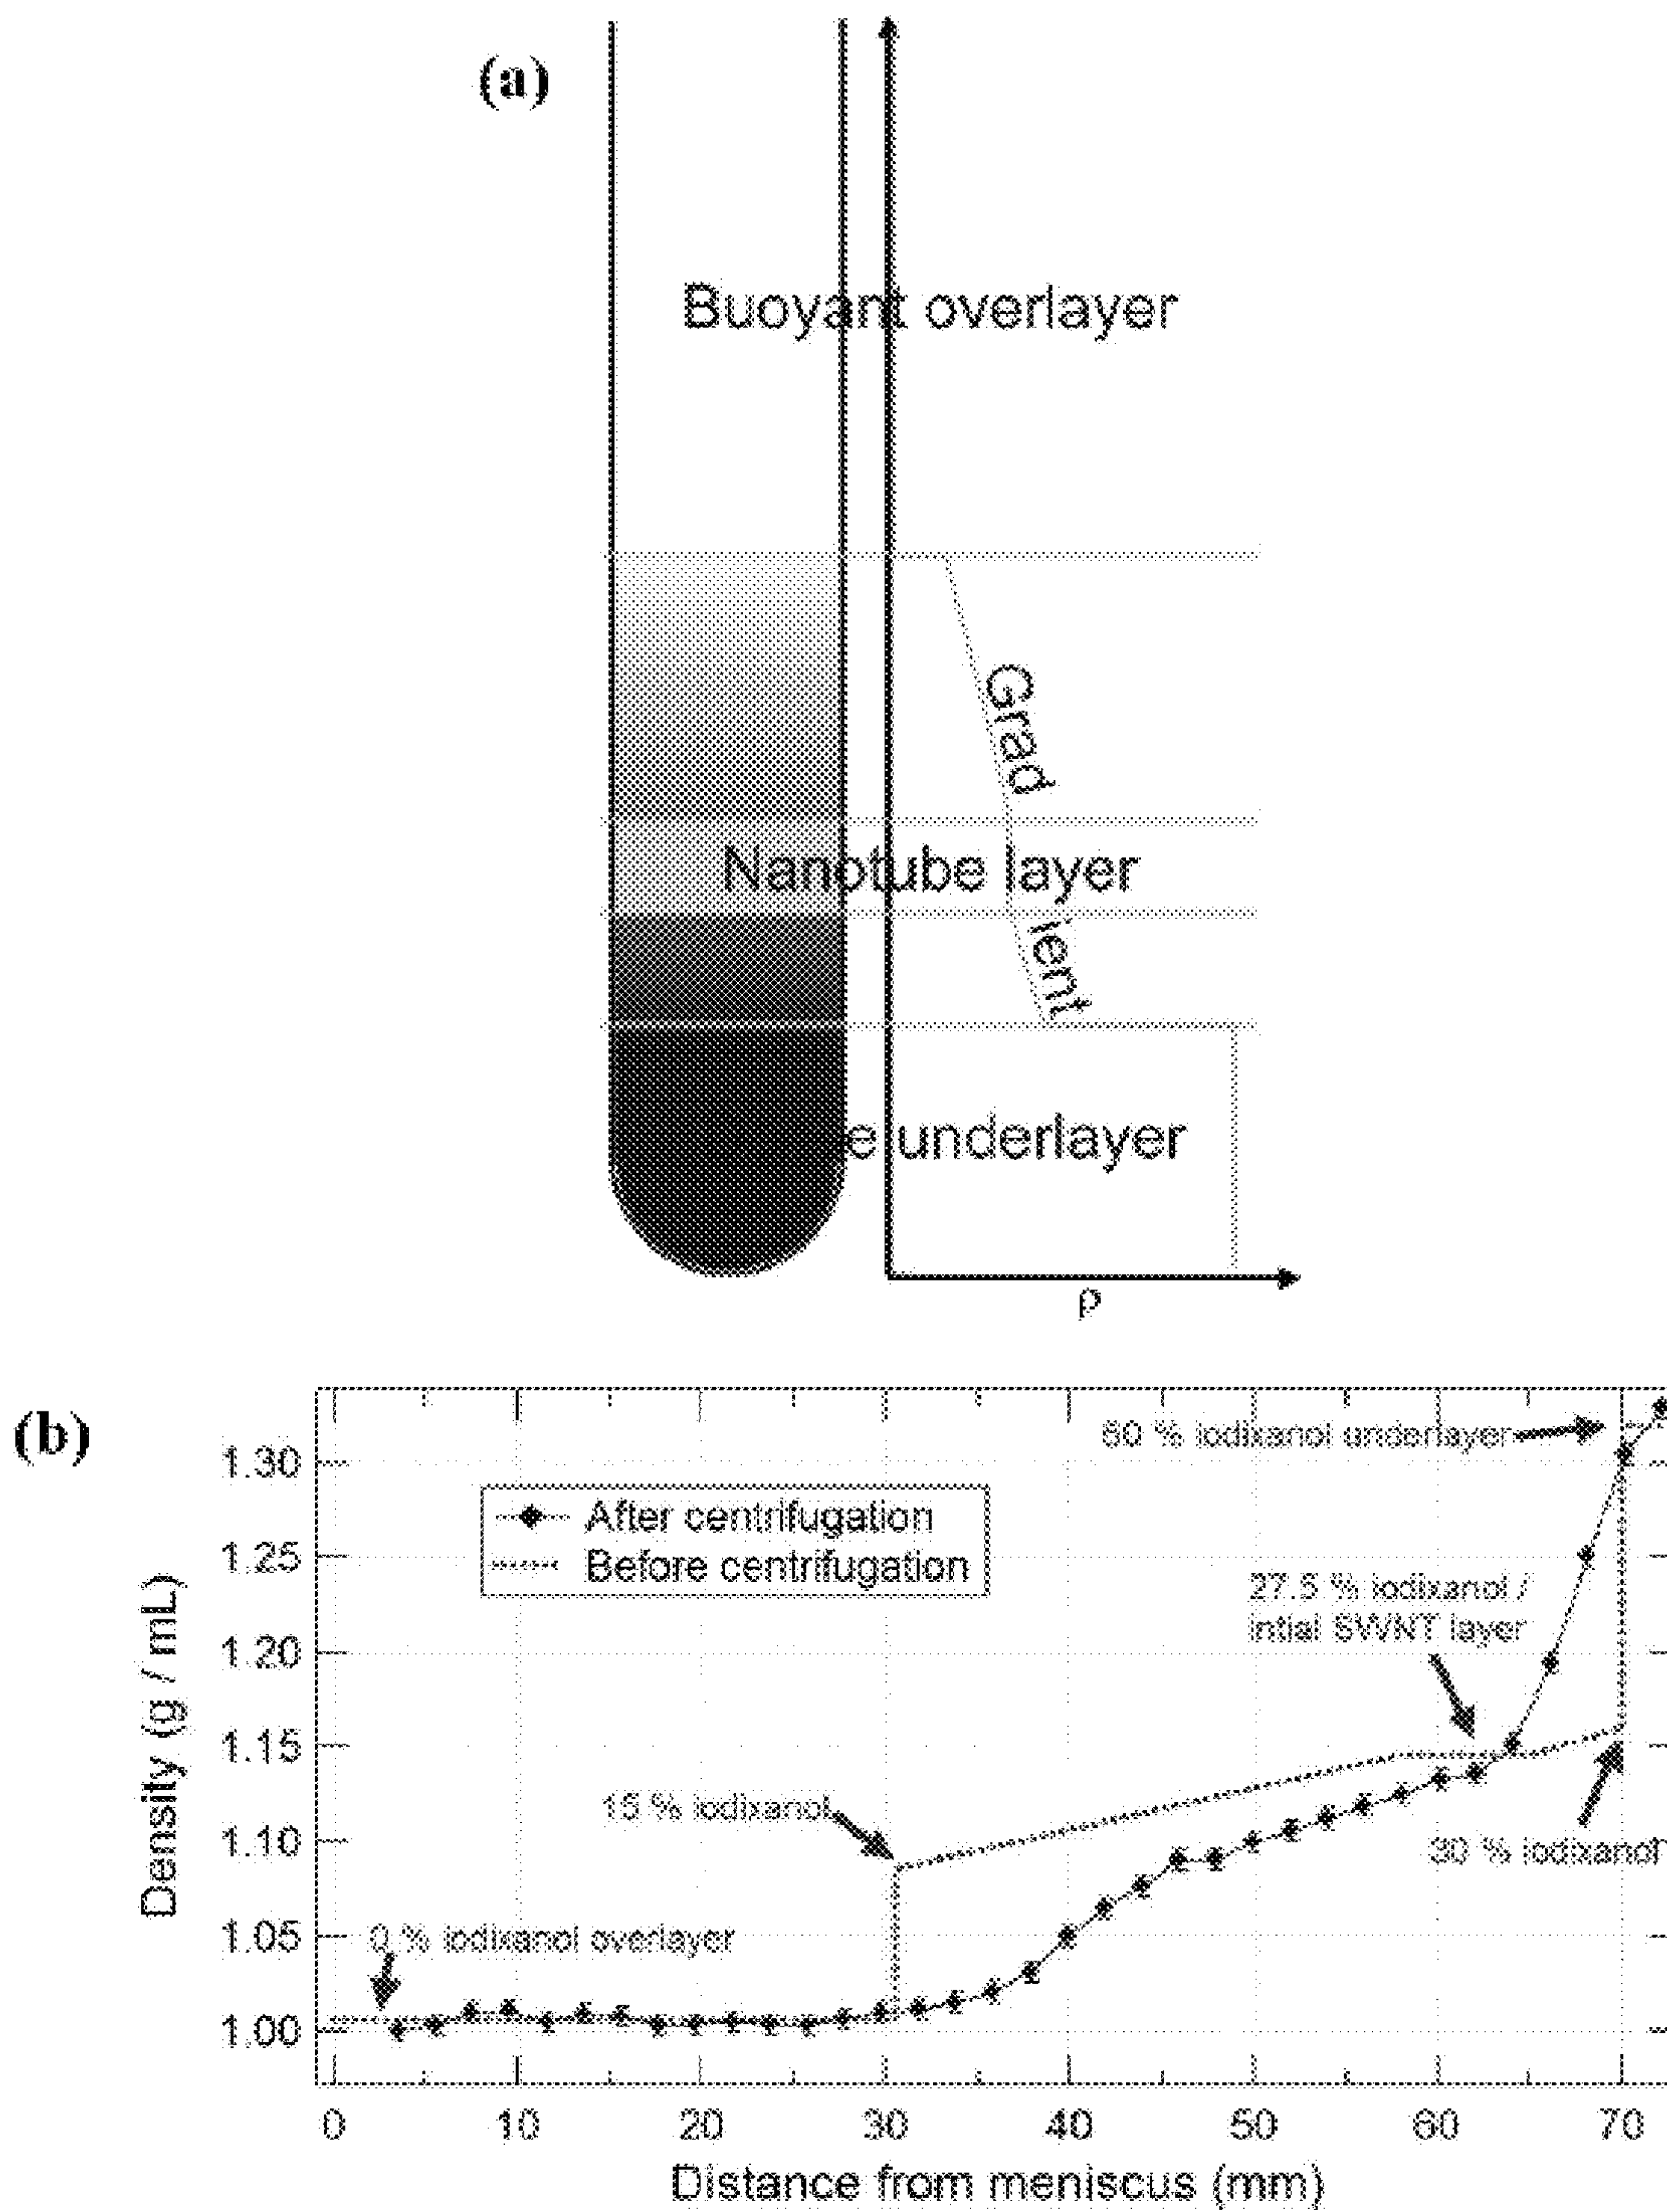 (a)
Buoyant overlayer
Grad
Nanotube layer
ient
e underlayer
ρ
(b)
60 % iodixanol underlayer
1.30
After centrifugation
Before centrifugation
1.25
27.5 % iodixanol /
intial SWNT layer
1.20
1.15
15 % iodixanol
1.10
30 % iodixanol
1.05
0 % iodixanol overlayer
1.00
Density (g / mL)
0 10 20 30 40 50 60 70
Distance from meniscus (mm)